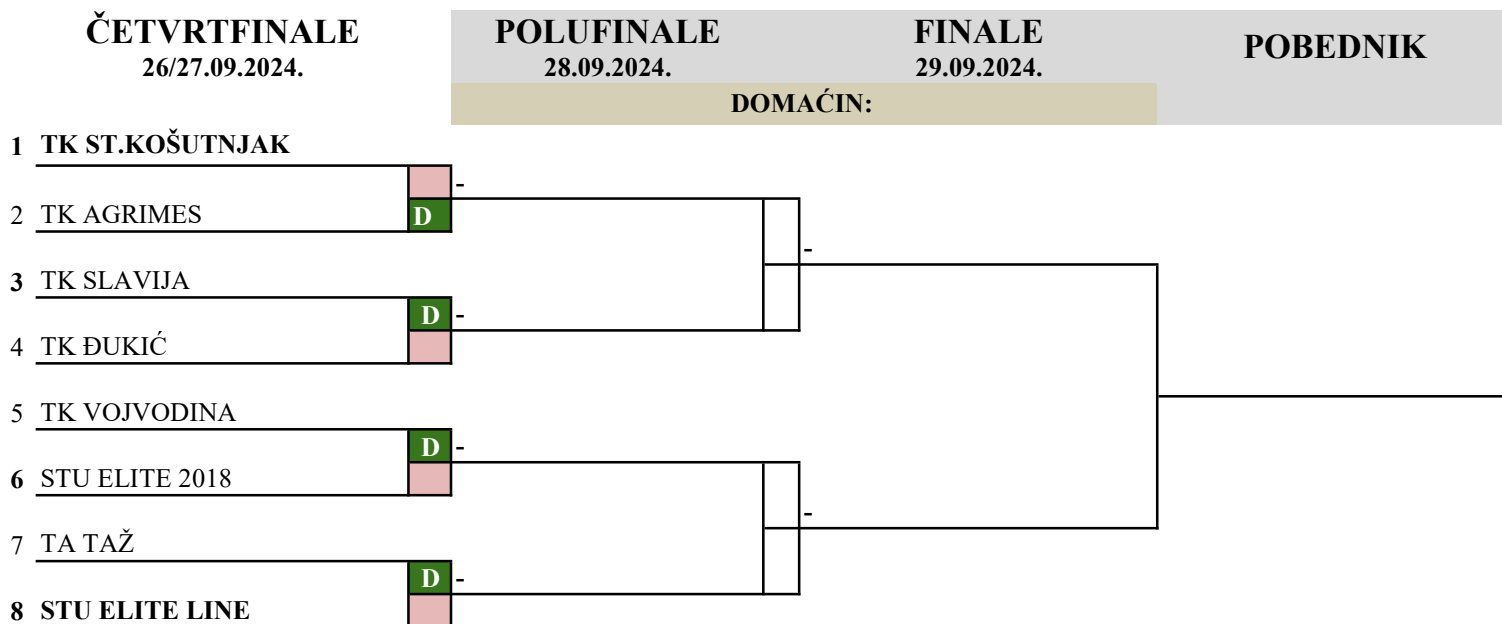 ČETVRTFINALE
26/27.09.2024.
POLUFINALE
28.09.2024.
FINALE
29.09.2024.
POBEDNIK
DOMAĆIN:
1 TK ST.KOŠUTNJAK
-
2 TK AGRIMES D
-
3 TK SLAVIJA
D -
4 TK ĐUKIĆ
5 TK VOJVODINA
D -
6 STU ELITE 2018
-
7 TA TAŽ
D -
8 STU ELITE LINE